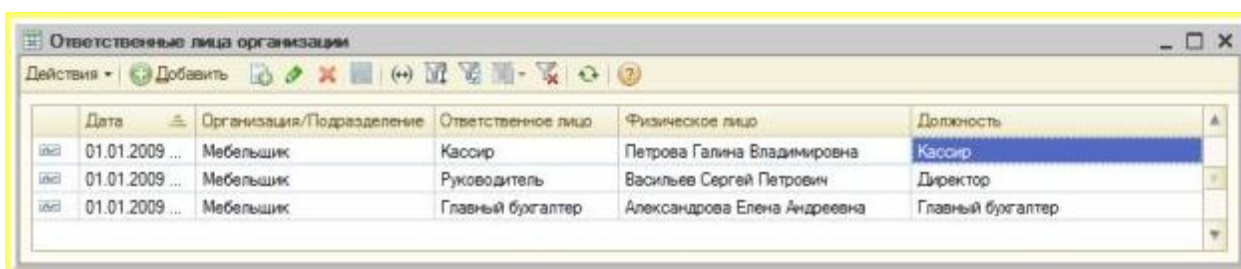 Ответственные лица организации
Действия Добавить
Дата Организация/Подразделение Ответственное лицо Физическое лицо Должность
01.01.2009 ... Мебельщик Кассир Петрова Галина Владимировна Кассир
01.01.2009 ... Мебельщик Руководитель Васильев Сергей Петрович Директор
01.01.2009 ... Мебельщик Главный бухгалтер Александрова Елена Андреевна Главный бухгалтер